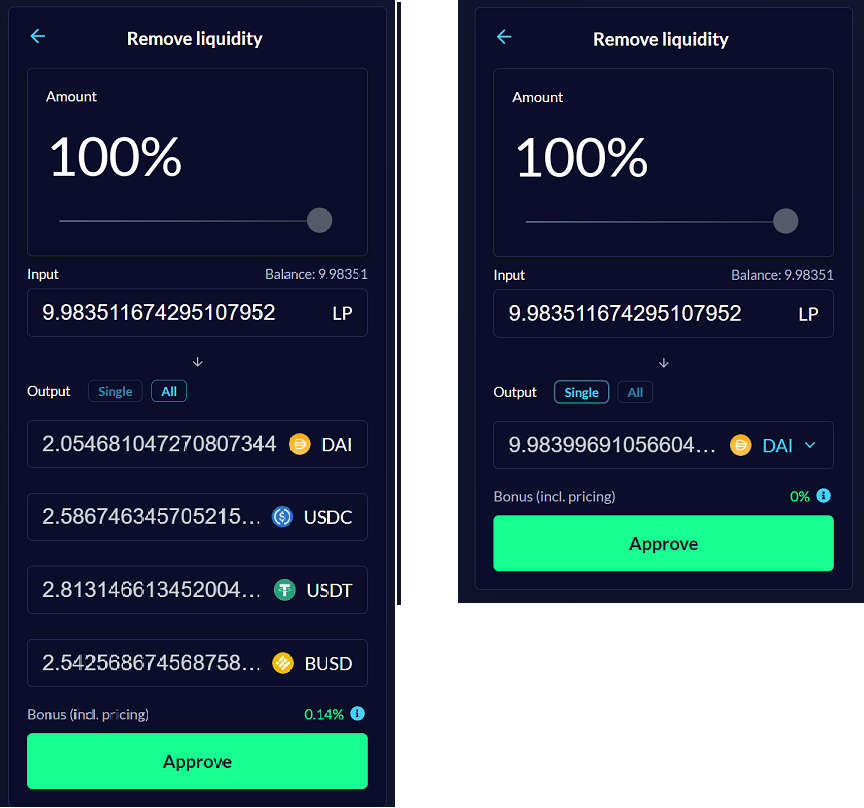 Remove liquidity
Amount
100%
Input Balance: 9.98351
9.983511674295107952 LP
↓
Output Single All
2.054681047270807344 DAI
2.586746345705215... USDC
2.813146613452004... USDT
2.542568674568758... BUSD
Bonus (incl. pricing) 0.14%
Approve
Remove liquidity
Amount
100%
Input Balance: 9.98351
9.983511674295107952 LP
↓
Output Single All
9.98399691056604... DAI
Bonus (incl. pricing) 0%
Approve